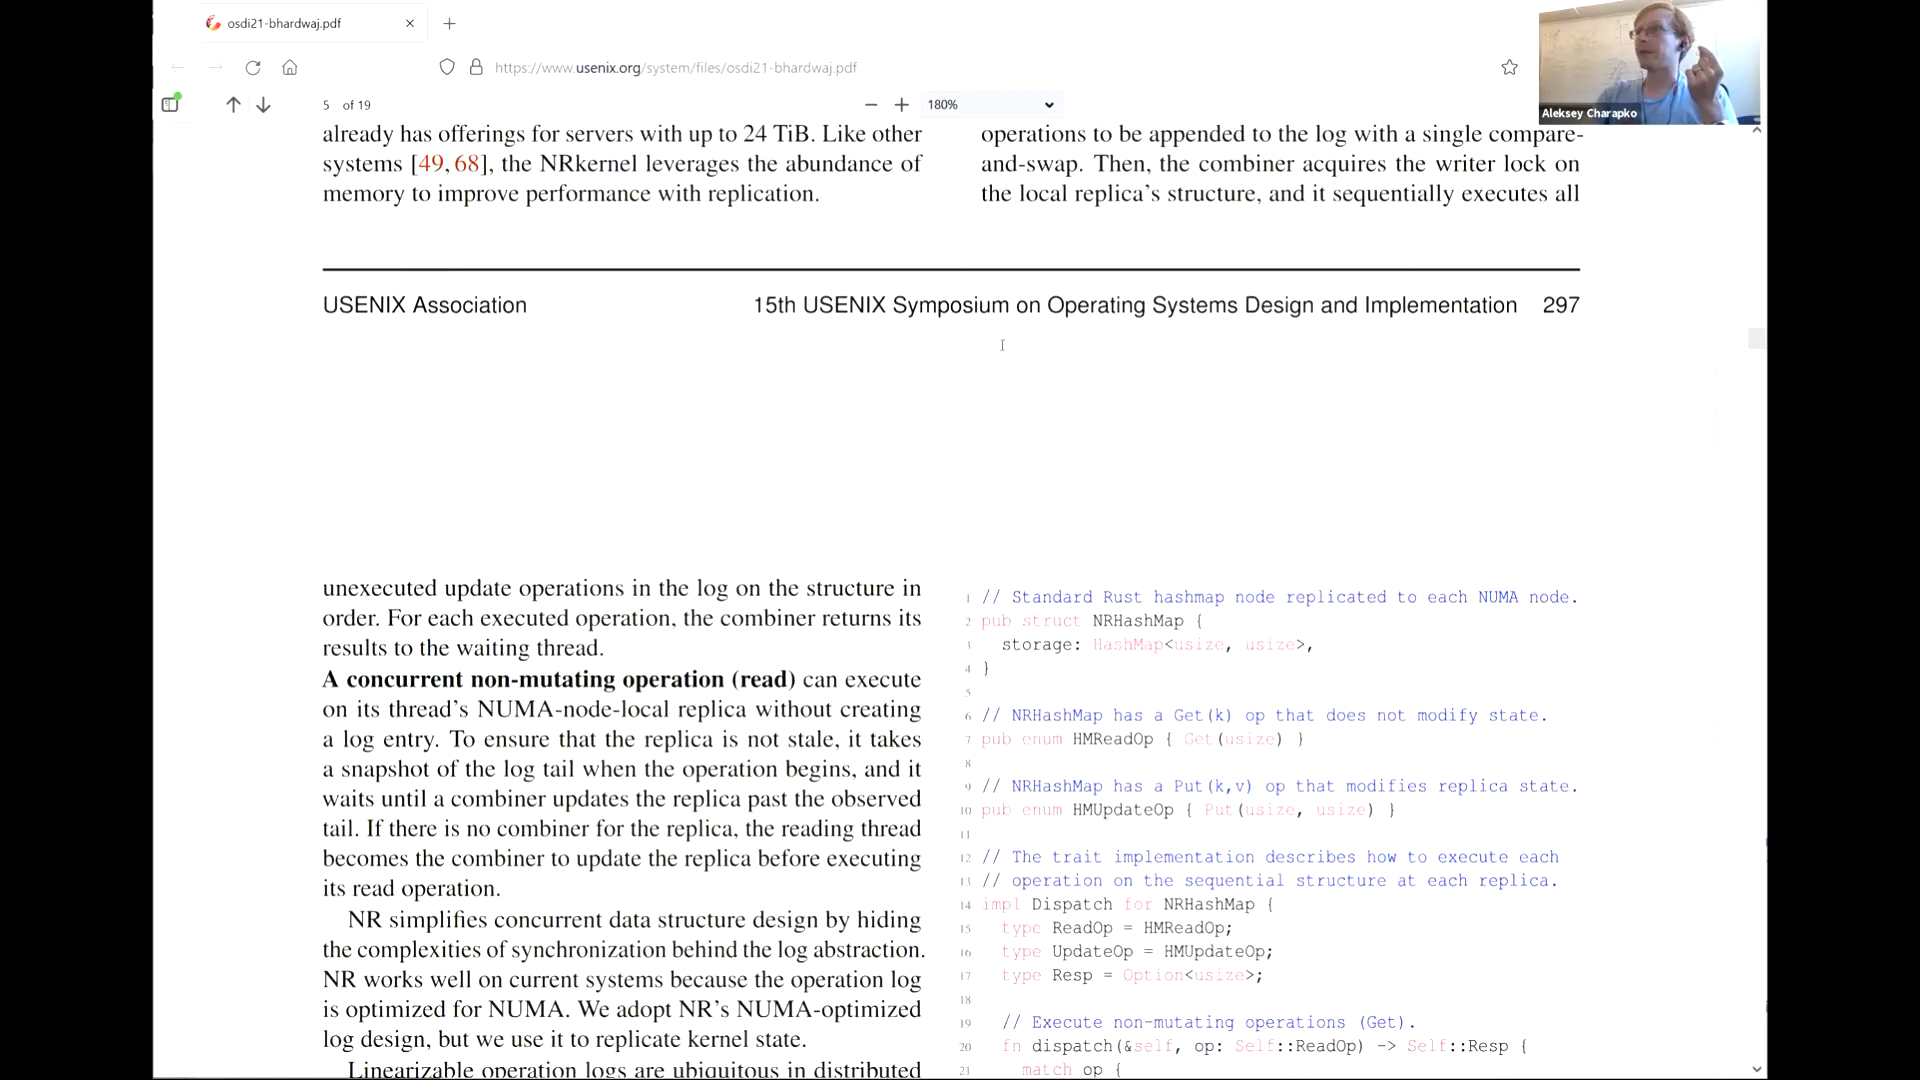 osdi21-bhardwaj.pdf
https://www.usenix.org/system/files/osdi21-bhardwaj.pdf
5 of 19
180%
Aleksey Charapko
already has offerings for servers with up to 24 TiB. Like other
systems [49, 68], the NRkernel leverages the abundance of
memory to improve performance with replication.
operations to be appended to the log with a single compare-
and-swap. Then, the combiner acquires the writer lock on
the local replica's structure, and it sequentially executes all
USENIX Association
15th USENIX Symposium on Operating Systems Design and Implementation 297
unexecuted update operations in the log on the structure in
order. For each executed operation, the combiner returns its
results to the waiting thread.
A concurrent non-mutating operation (read) can execute
on its thread's NUMA-node-local replica without creating
a log entry. To ensure that the replica is not stale, it takes
a snapshot of the log tail when the operation begins, and it
waits until a combiner updates the replica past the observed
tail. If there is no combiner for the replica, the reading thread
becomes the combiner to update the replica before executing
its read operation.
NR simplifies concurrent data structure design by hiding
the complexities of synchronization behind the log abstraction.
NR works well on current systems because the operation log
is optimized for NUMA. We adopt NR's NUMA-optimized
log design, but we use it to replicate kernel state.
Linearizable operation logs are ubiquitous in distributed
1 // Standard Rust hashmap node replicated to each NUMA node.
2 pub struct NRHashMap {
3 storage: HashMap<usize, usize>,
4 }
5
6 // NRHashMap has a Get(k) op that does not modify state.
7 pub enum HMReadOp { Get(usize) }
8
9 // NRHashMap has a Put(k,v) op that modifies replica state.
10 pub enum HMUpdateOp { Put(usize, usize) }
11
12 // The trait implementation describes how to execute each
13 // operation on the sequential structure at each replica.
14 impl Dispatch for NRHashMap {
15 type ReadOp = HMReadOp;
16 type UpdateOp = HMUpdateOp;
17 type Resp = Option<usize>;
18
19 // Execute non-mutating operations (Get).
20 fn dispatch(&self, op: Self::ReadOp) -> Self::Resp {
21 match op {